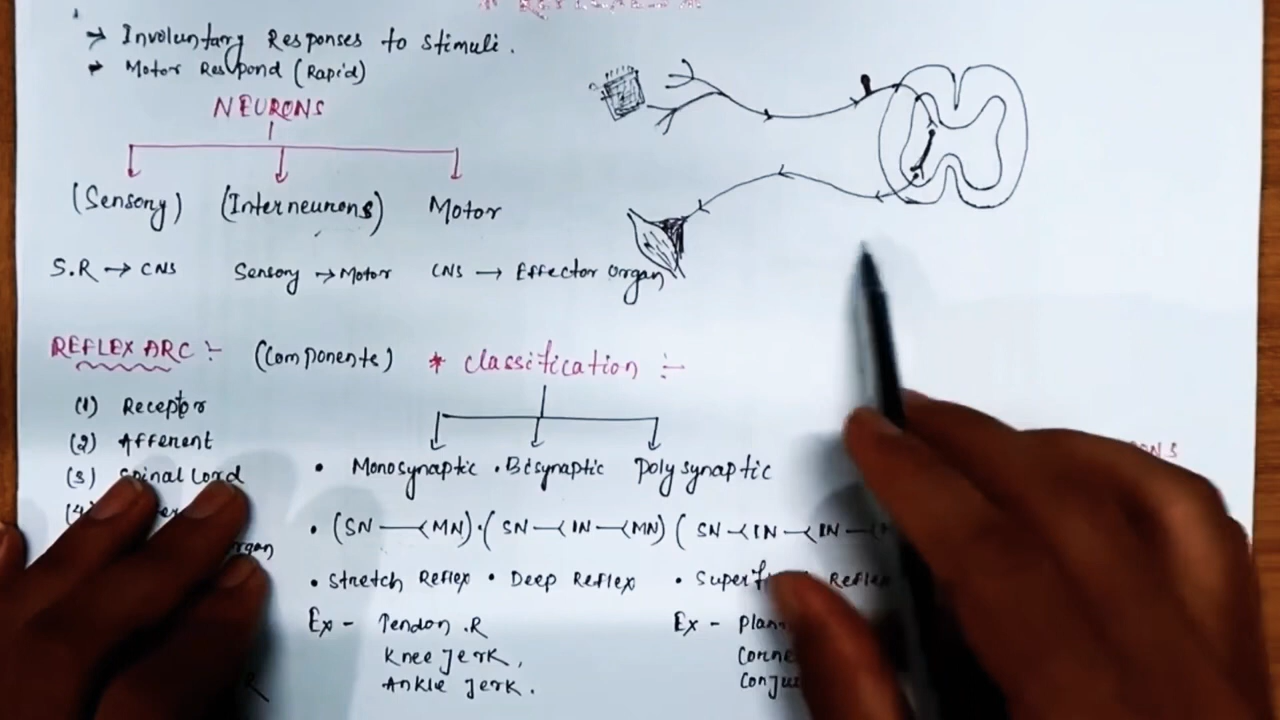 → Involuntary Responses to stimuli.
→ Motor Respond (Rapid)
NEURONS
(Sensory) (Interneurons) Motor
S.R → CNS Sensory → Motor CNS → Effector Organ
REFLEX ARC :- (Components) * Classification :-
(1) Receptor
(2) Afferent
(3) Spinal Cord
(4)
• Monosynaptic • Bisynaptic Polysynaptic
• (SN —< MN) • (SN —< IN —< MN) (SN —< IN —< IN —<
• Stretch Reflex • Deep Reflex • Superf Reflex
Ex - Tendon .R Ex - Plan
Knee Jerk, Corne
Ankle Jerk. Conju